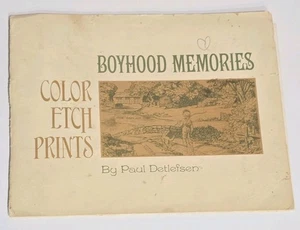 BOYHOOD MEMORIES
COLOR
ETCH
PRINTS
By Paul Detlefsen